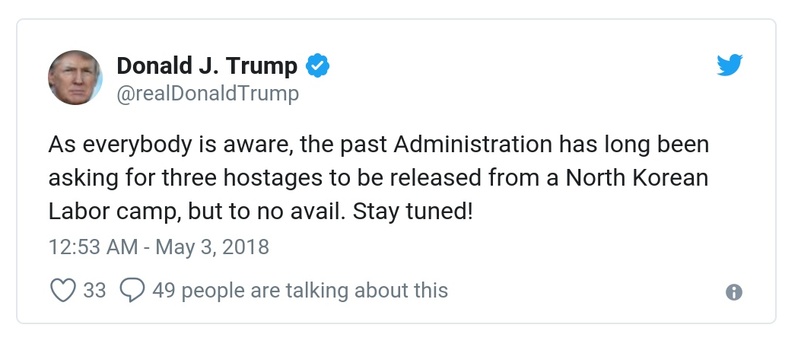 Donald J. Trump
@realDonaldTrump
As everybody is aware, the past Administration has long been
asking for three hostages to be released from a North Korean
Labor camp, but to no avail. Stay tuned!
12:53 AM - May 3, 2018
33 49 people are talking about this